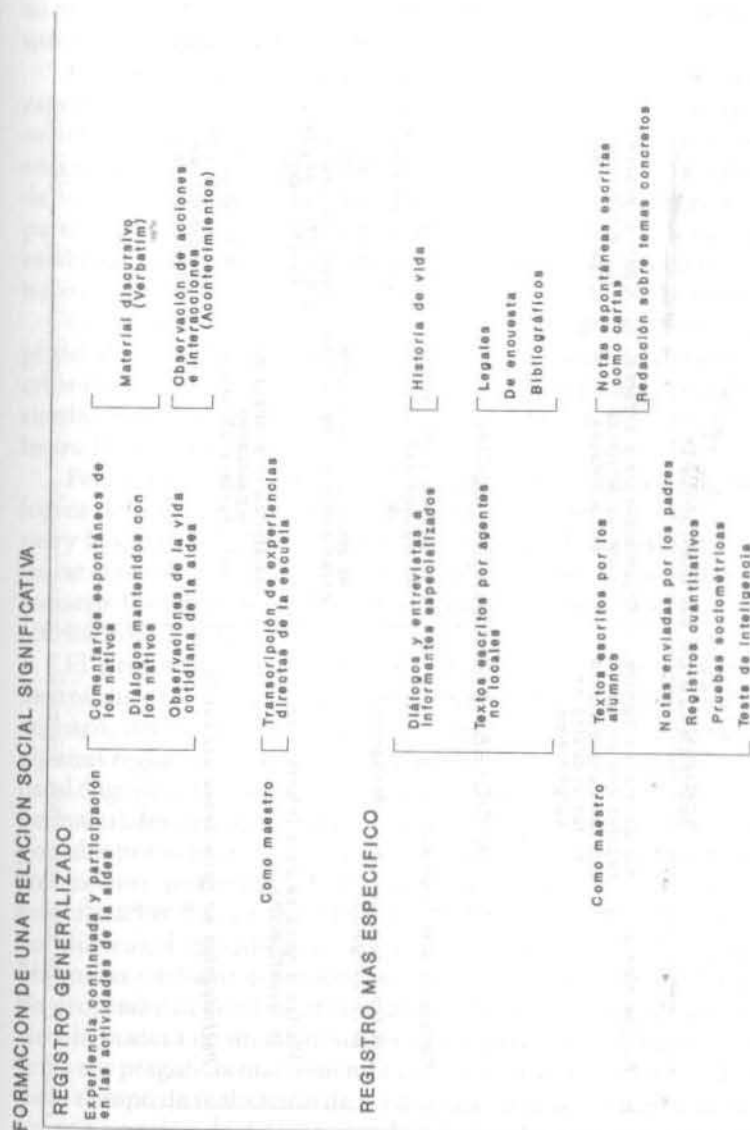 FORMACION DE UNA RELACION SOCIAL SIGNIFICATIVA
REGISTRO GENERALIZADO
Experiencia continuada y participación
en las actividades de la aldea
Comentarios espontáneos de
los nativos
Diálogos mantenidos con
los nativos
Observaciones de la vida
cotidiana de la aldea
Material discursivo
(Verbatim)
Observación de acciones
e interacciones
(Acontecimientos)
Como maestro
Transcripción de experiencias
directas de la escuela
REGISTRO MAS ESPECIFICO
Diálogos y entrevistas a
informantes especializados
Historia de vida
Textos escritos por agentes
no locales
Legales
De encuesta
Bibliográficos
Como maestro
Textos escritos por los
alumnos
Notas espontáneas escritas
como cartas
Redacción sobre temas concretos
Notas enviadas por los padres
Registros cuantitativos
Pruebas sociométricas
Tests de inteligencia